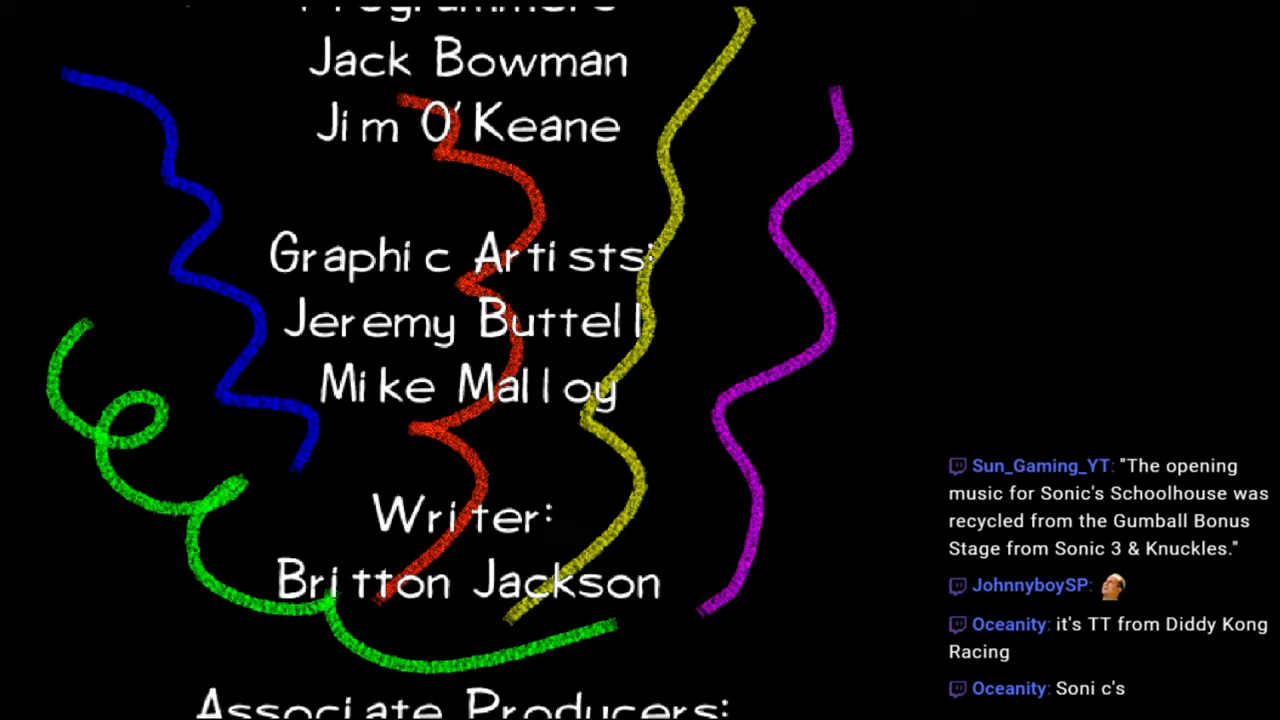 Programmers
Jack Bowman
Jim O'Keane
Graphic Artists:
Jeremy Buttell
Mike Malloy
Writer:
Britton Jackson
Associate Producers:
Sun_Gaming_YT: "The opening
music for Sonic's Schoolhouse was
recycled from the Gumball Bonus
Stage from Sonic 3 & Knuckles."
JohnnyboySP:
Oceanity: it's TT from Diddy Kong
Racing
Oceanity: Soni c's